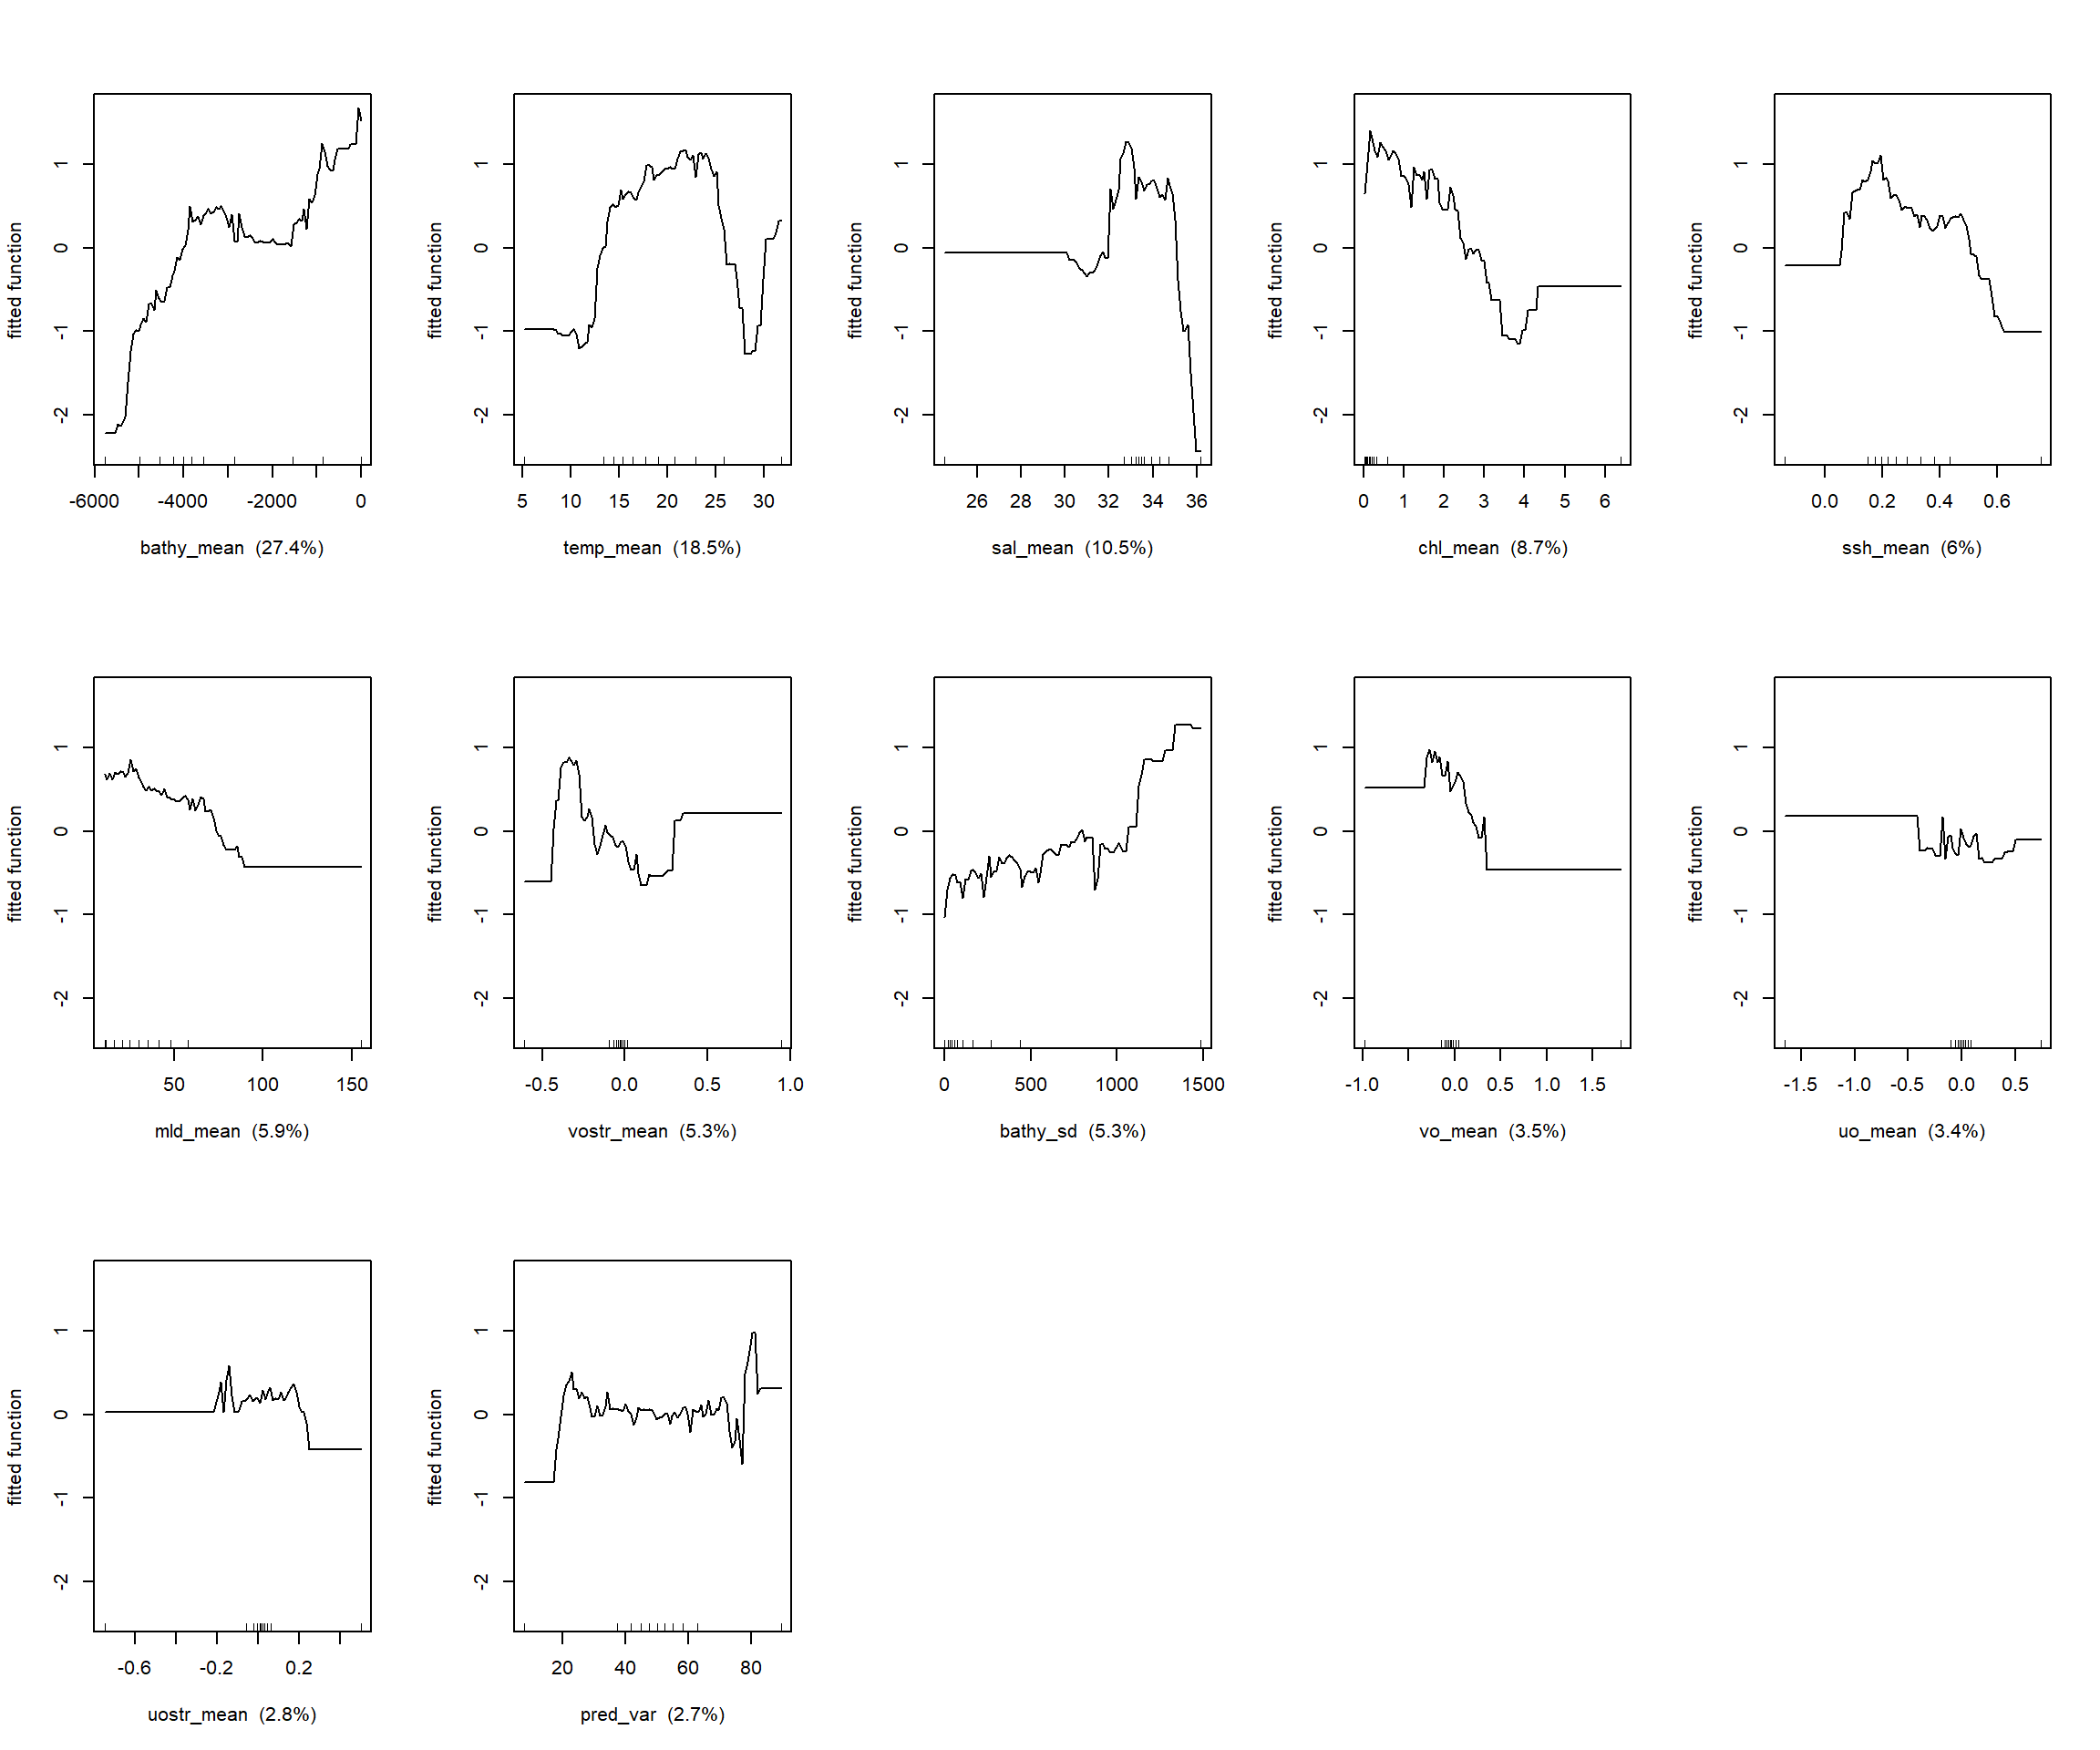 fitted function
1
0
-1
-2
-6000 -4000 -2000 0
bathy_mean (27.4%)
fitted function
1
0
-1
-2
5 10 15 20 25 30
temp_mean (18.5%)
fitted function
1
0
-1
-2
26 28 30 32 34 36
sal_mean (10.5%)
fitted function
1
0
-1
-2
0 1 2 3 4 5 6
chl_mean (8.7%)
fitted function
1
0
-1
-2
0.0 0.2 0.4 0.6
ssh_mean (6%)
fitted function
1
0
-1
-2
50 100 150
mld_mean (5.9%)
fitted function
1
0
-1
-2
-0.5 0.0 0.5 1.0
vostr_mean (5.3%)
fitted function
1
0
-1
-2
0 500 1000 1500
bathy_sd (5.3%)
fitted function
1
0
-1
-2
-1.0 0.0 0.5 1.0 1.5
vo_mean (3.5%)
fitted function
1
0
-1
-2
-1.5 -1.0 -0.5 0.0 0.5
uo_mean (3.4%)
fitted function
1
0
-1
-2
-0.6 -0.2 0.2
uostr_mean (2.8%)
fitted function
1
0
-1
-2
20 40 60 80
pred_var (2.7%)